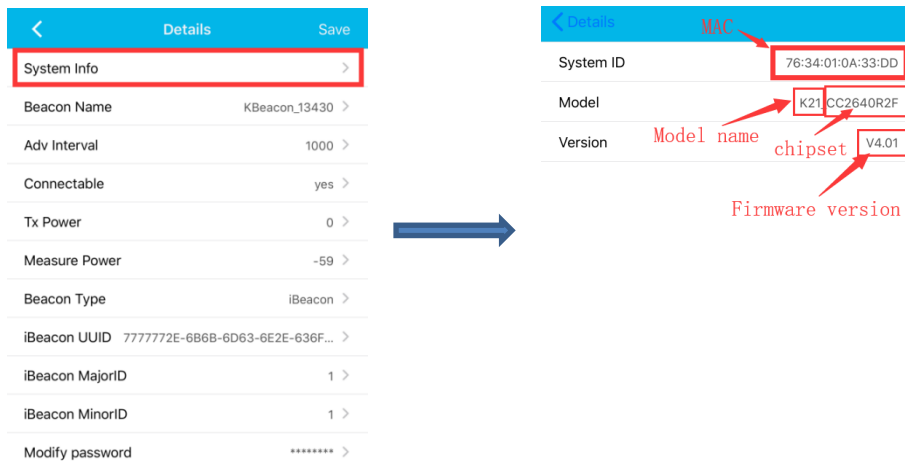 Details Save
System Info
Beacon Name KBeacon_13430
Adv Interval 1000
Connectable yes
Tx Power 0
Measure Power -59
Beacon Type iBeacon
iBeacon UUID 7777772E-6B6B-6D63-6E2E-636F...
iBeacon MajorID 1
iBeacon MinorID 1
Modify password ********
Details MAC
System ID 76:34:01:0A:33:DD
Model K21_CC2640R2F
Version V4.01
Model name
chipset
Firmware version